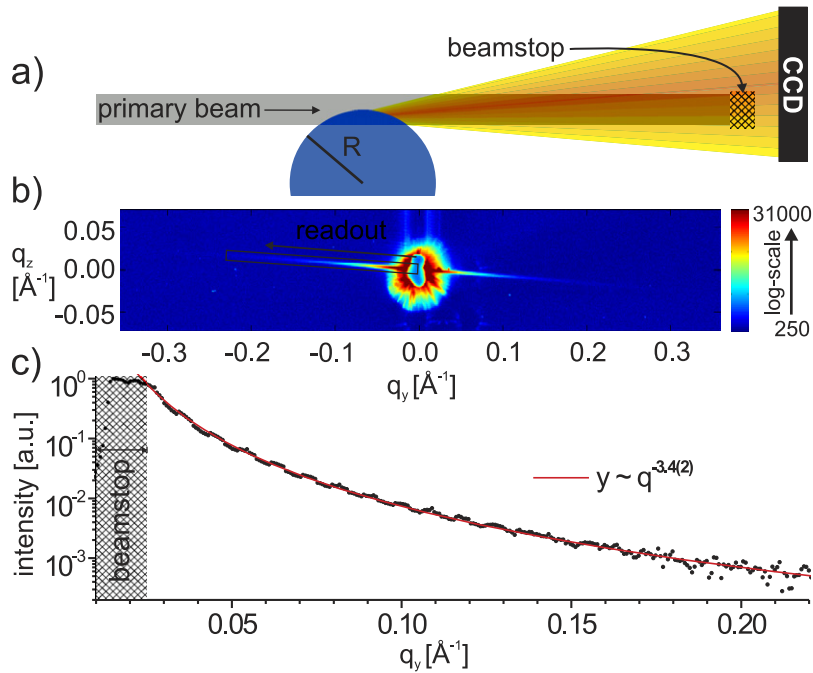 a)
beamstop
primary beam
CCD
R
b)
0.05
0.00
-0.05
q_z
[Å⁻¹]
readout
31000
log-scale
250
-0.3 -0.2 -0.1 0.0 0.1 0.2 0.3
q_y [Å⁻¹]
c)
10⁰
10⁻¹
10⁻²
10⁻³
intensity [a.u.]
beamstop
y ~ q^-3.4(2)
0.05 0.10 0.15 0.20
q_y [Å⁻¹]